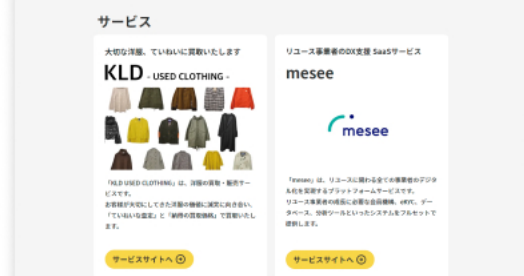 サービス
大切な洋服、ていねいに買取いたします
KLD - USED CLOTHING -
「KLD USED CLOTHING」は、洋服の買取・販売サー
ビスです。
お客様が大切にしてきた洋服の価値に誠実に向き合い、
「ていねいな査定」と「納得の買取価格」で買取いたし
ます。
サービスサイトへ
リユース事業者のDX支援 SaaSサービス
mesee
mesee
「mesee」は、リユースに関わる全ての事業者のデジタ
ル化を実現するプラットフォームサービスです。
リユース事業者の成長に必要な会員機構、eKYC、デー
タベース、分析ツールといったシステムをフルセットで
提供します。
サービスサイトへ